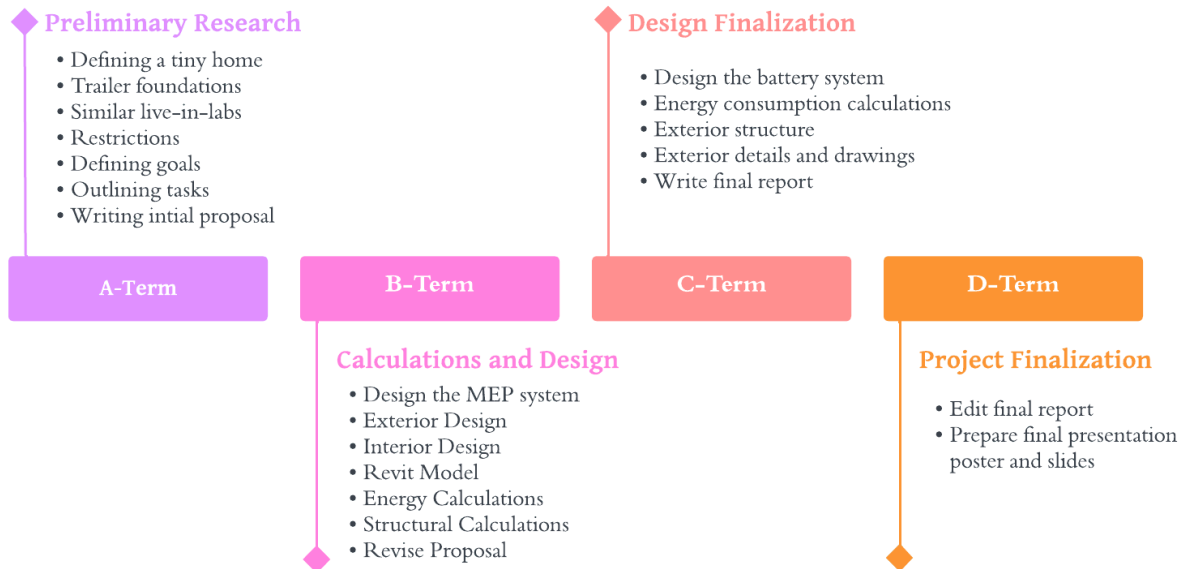 Preliminary Research
• Defining a tiny home
• Trailer foundations
• Similar live-in-labs
• Restrictions
• Defining goals
• Outlining tasks
• Writing intial proposal
A-Term
B-Term
Calculations and Design
• Design the MEP system
• Exterior Design
• Interior Design
• Revit Model
• Energy Calculations
• Structural Calculations
• Revise Proposal
Design Finalization
• Design the battery system
• Energy consumption calculations
• Exterior structure
• Exterior details and drawings
• Write final report
C-Term
D-Term
Project Finalization
• Edit final report
• Prepare final presentation
poster and slides